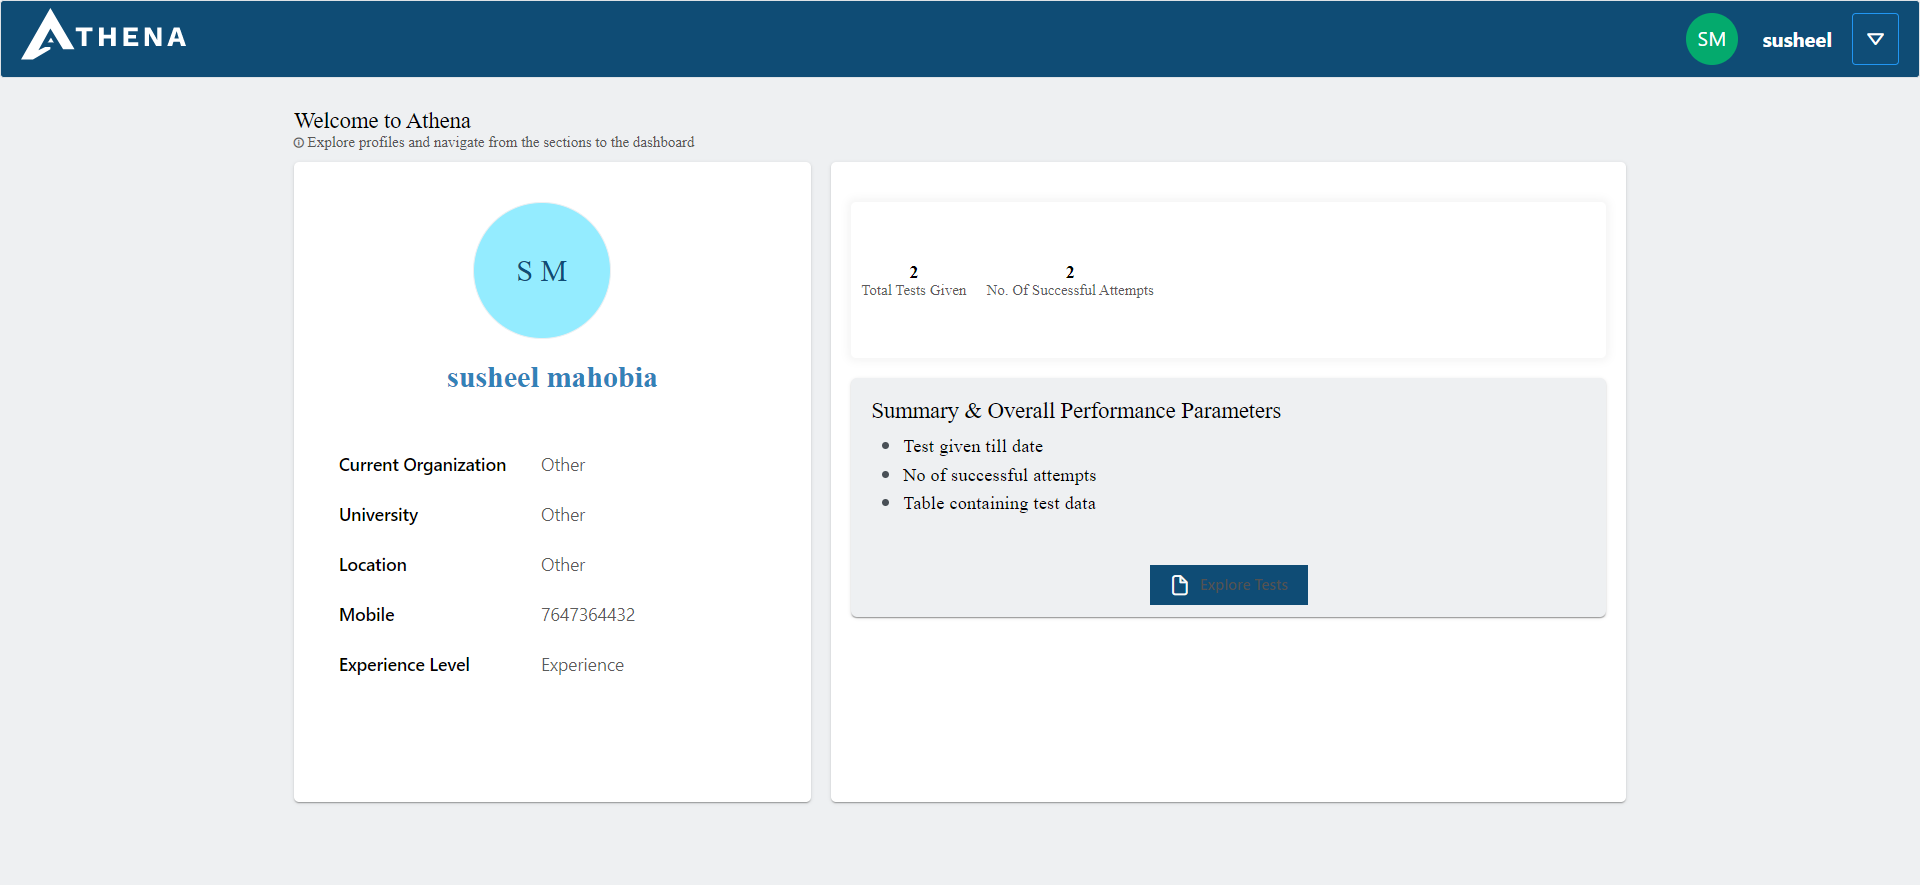 ATHENA
SM susheel
Welcome to Athena
Explore profiles and navigate from the sections to the dashboard
S M
susheel mahobia
Current Organization Other
University Other
Location Other
Mobile 7647364432
Experience Level Experience
2 2
Total Tests Given No. Of Successful Attempts
Summary & Overall Performance Parameters
• Test given till date
• No of successful attempts
• Table containing test data
Explore Tests